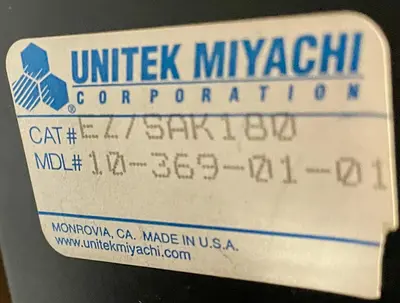 UNITEK MIYACHI
®
CORPORATION
CAT# EZ/SAK180
MDL# 10-369-01-01
MONROVIA, CA. MADE IN U.S.A.
www.unitekmiyachi.com